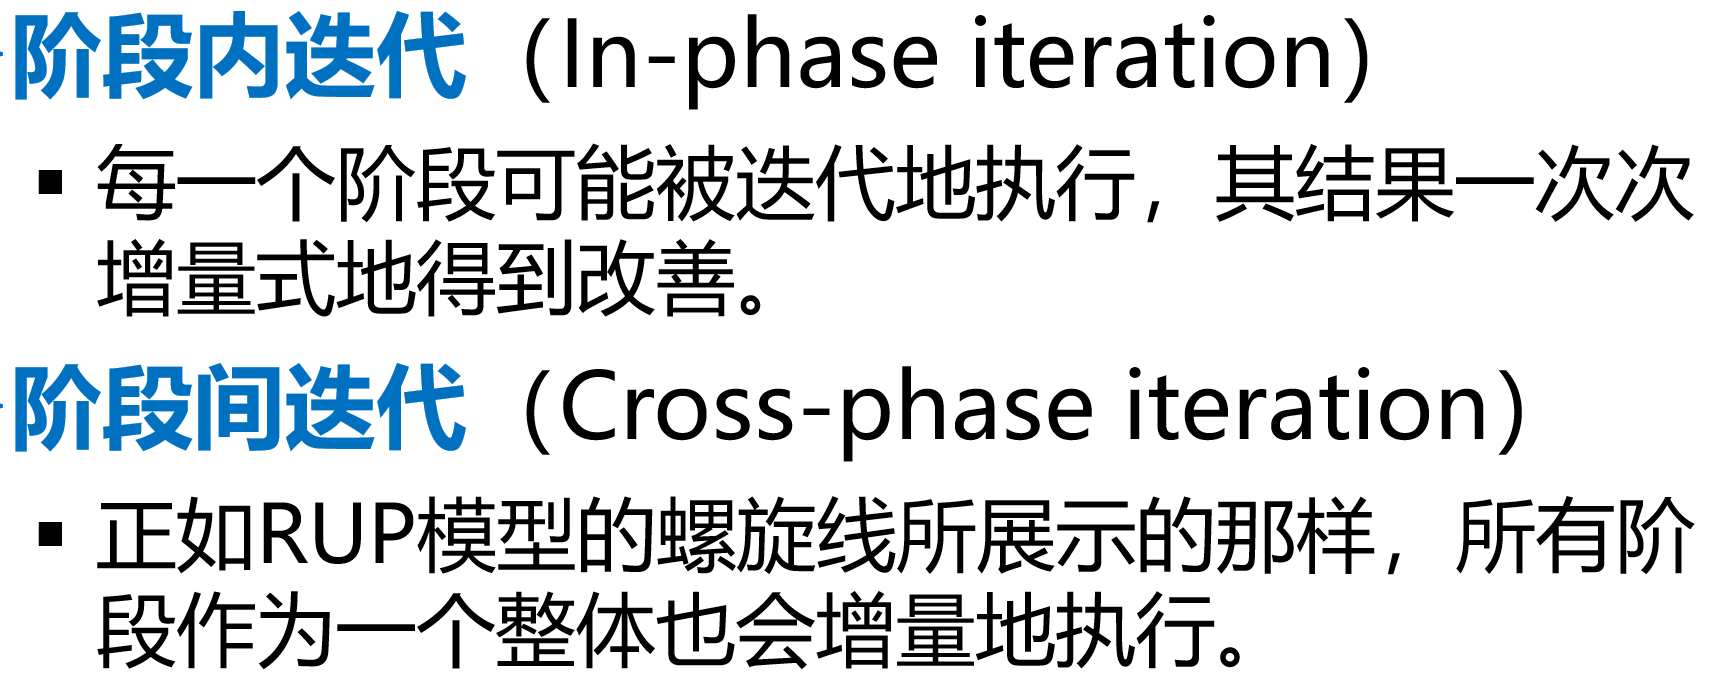 阶段内迭代（In-phase iteration）
▪ 每一个阶段可能被迭代地执行，其结果一次次
增量式地得到改善。
阶段间迭代（Cross-phase iteration）
▪ 正如RUP模型的螺旋线所展示的那样，所有阶
段作为一个整体也会增量地执行。